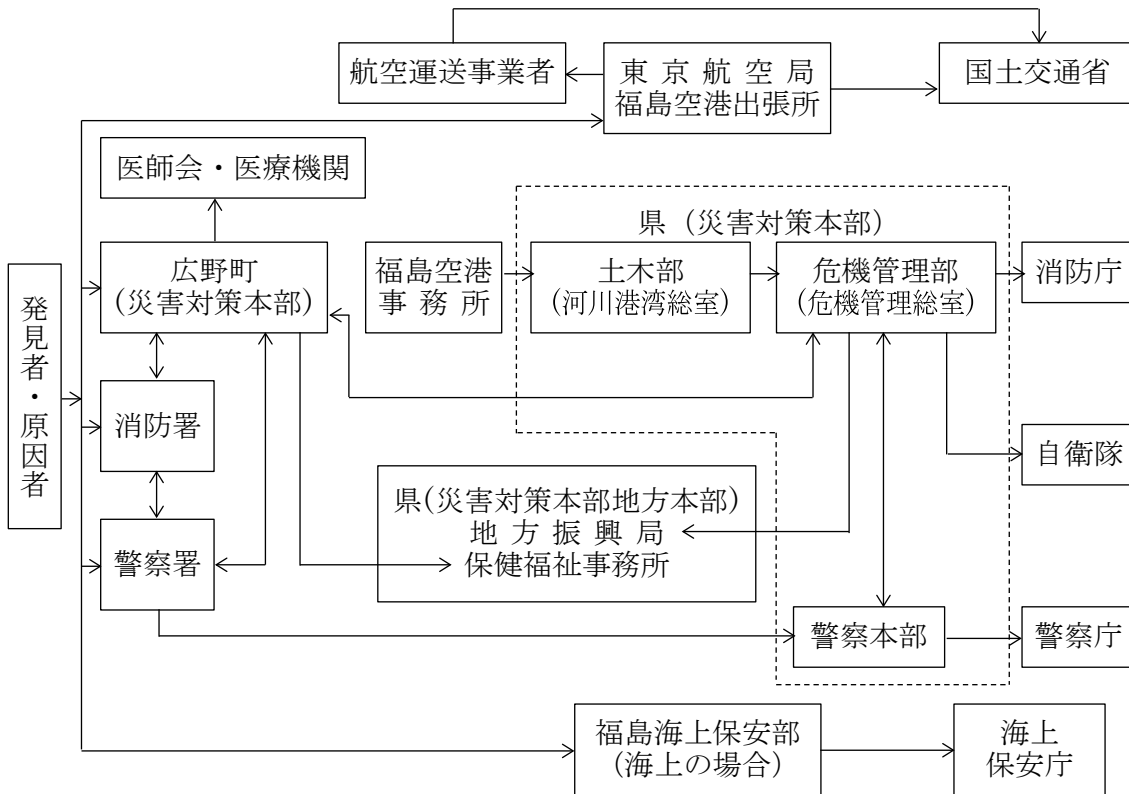 航空運送事業者
東京航空局
福島空港出張所
国土交通省
医師会・医療機関
県（災害対策本部）
発見者・原因者
広野町
(災害対策本部)
福島空港
事務所
土木部
(河川港湾総室)
危機管理部
(危機管理総室)
消防庁
消防署
自衛隊
県(災害対策本部地方本部)
地方振興局
保健福祉事務所
警察署
警察本部
警察庁
福島海上保安部
（海上の場合）
海上
保安庁